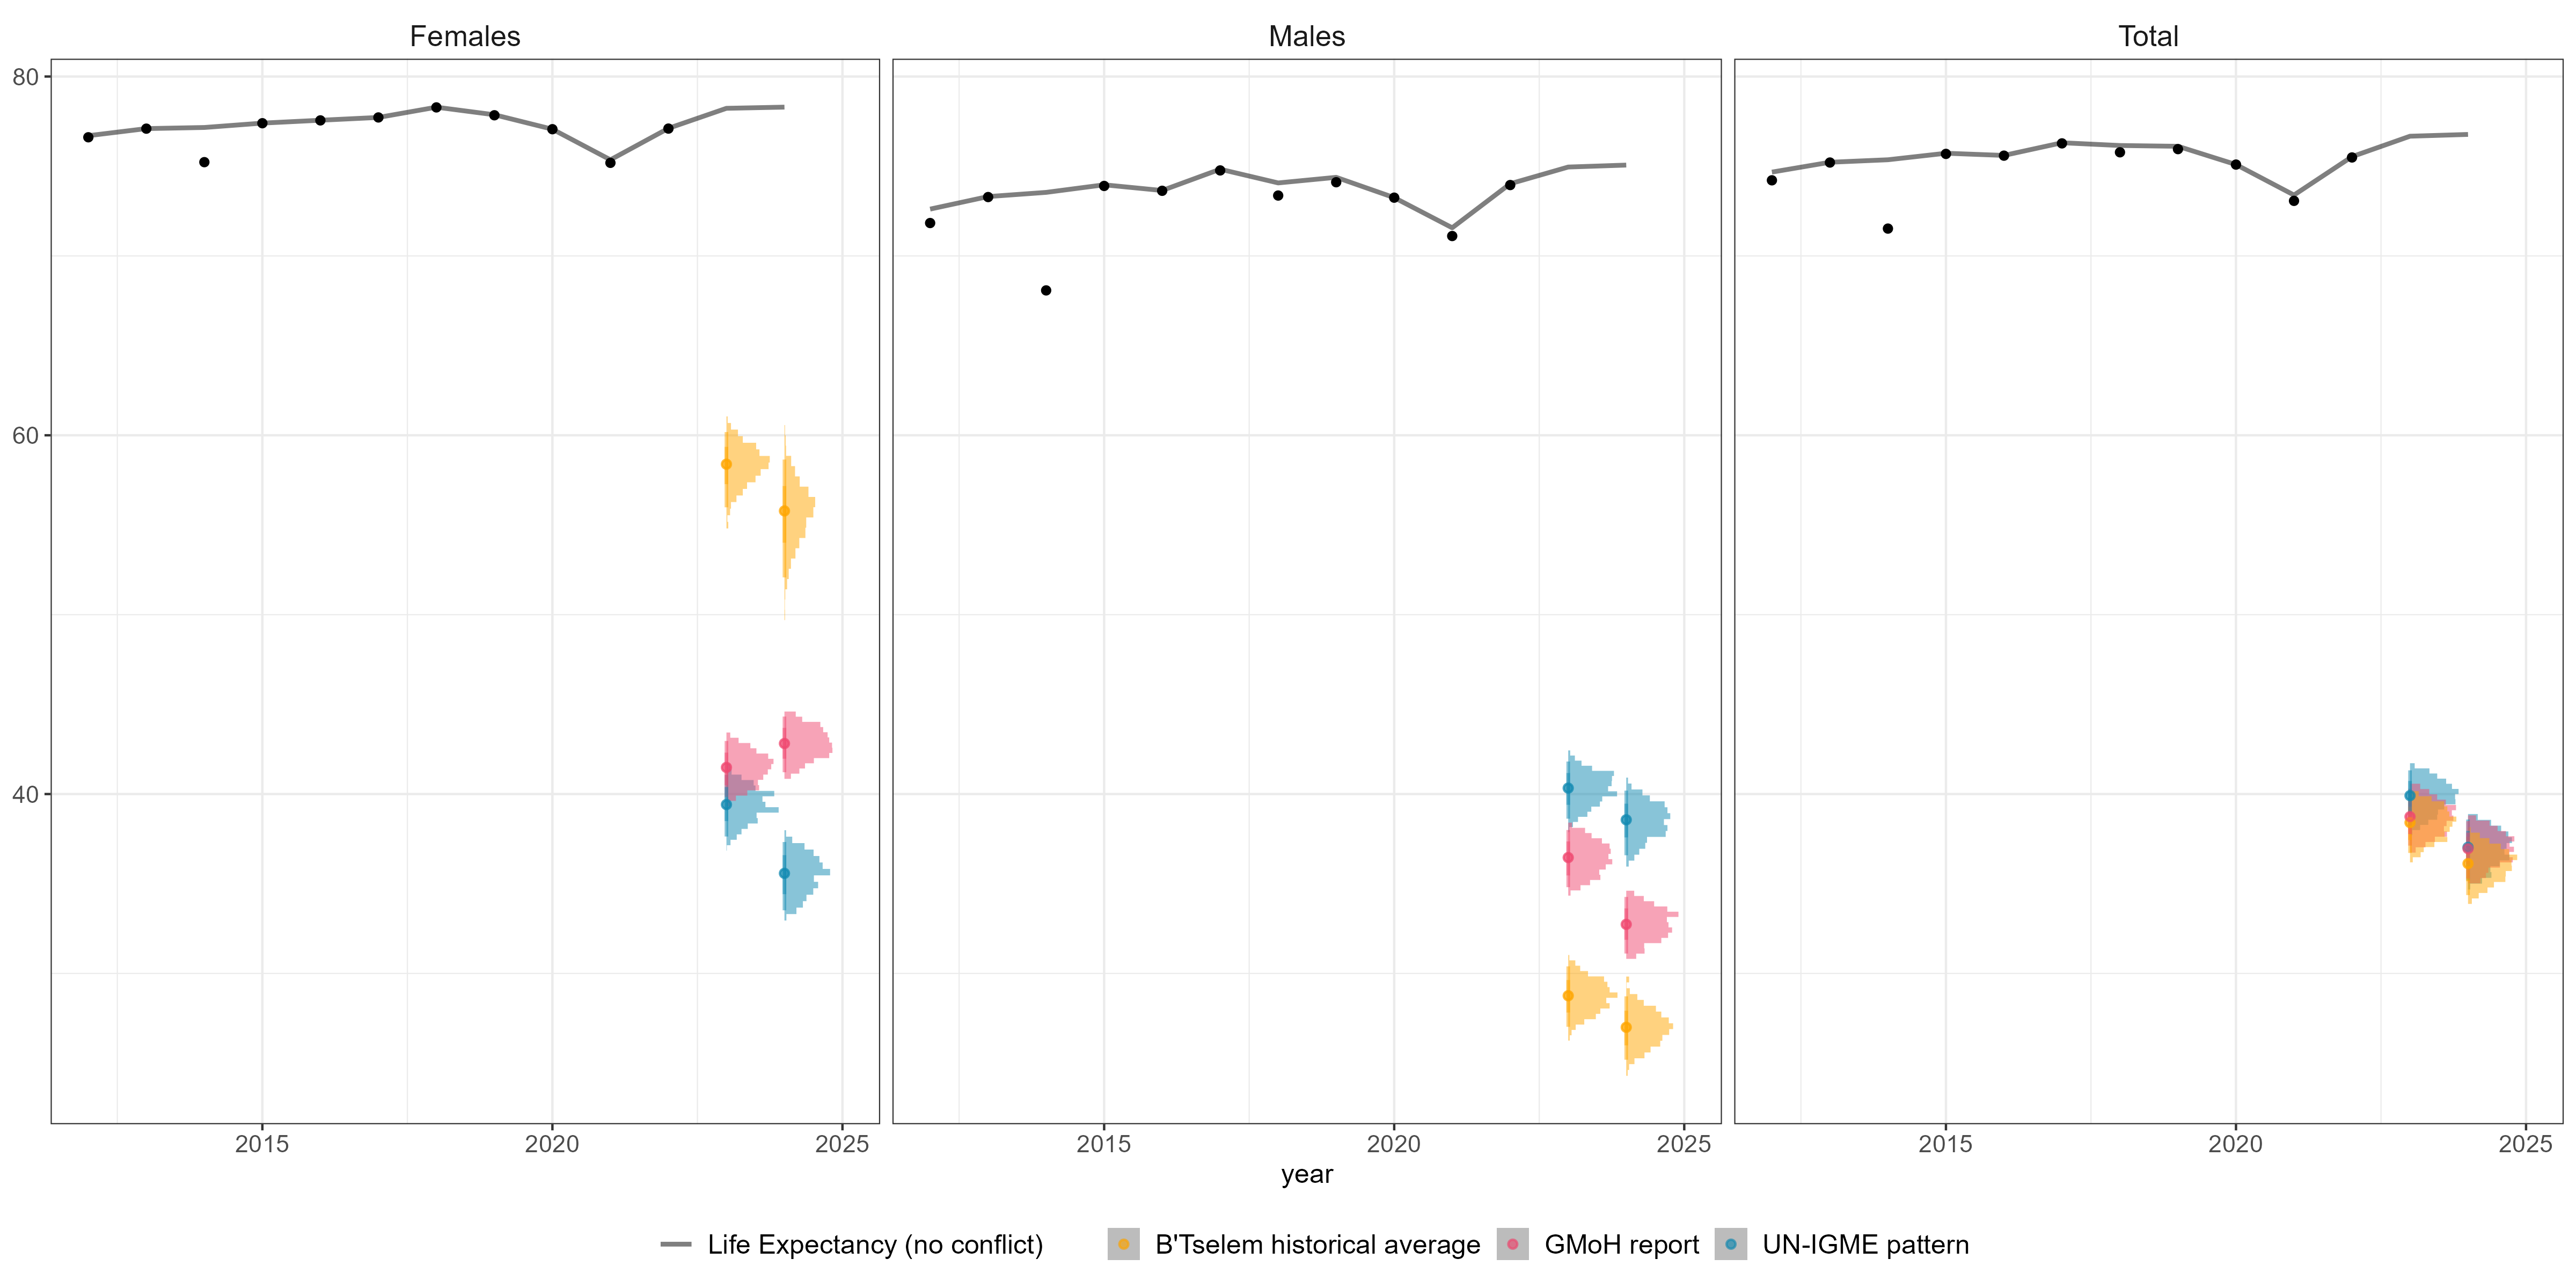 Females Males Total
80
60
40
2015 2020 2025 2015 2020 2025 2015 2020 2025
year
Life Expectancy (no conflict) B'Tselem historical average GMoH report UN-IGME pattern